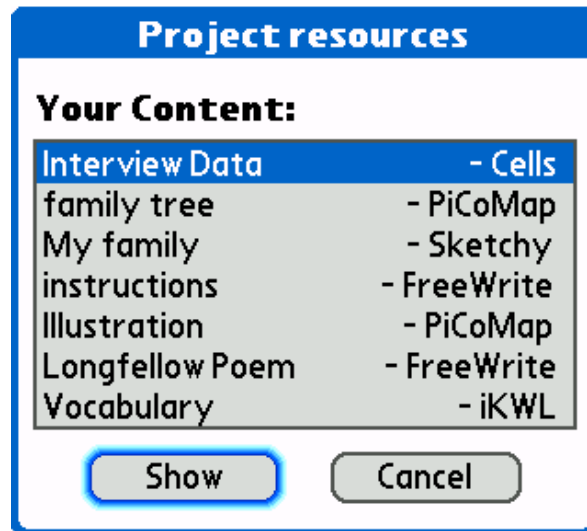 Project resources
Your Content:
Interview Data - Cells
family tree - PiCoMap
My family - Sketchy
instructions - FreeWrite
Illustration - PiCoMap
Longfellow Poem - FreeWrite
Vocabulary - iKWL
Show Cancel